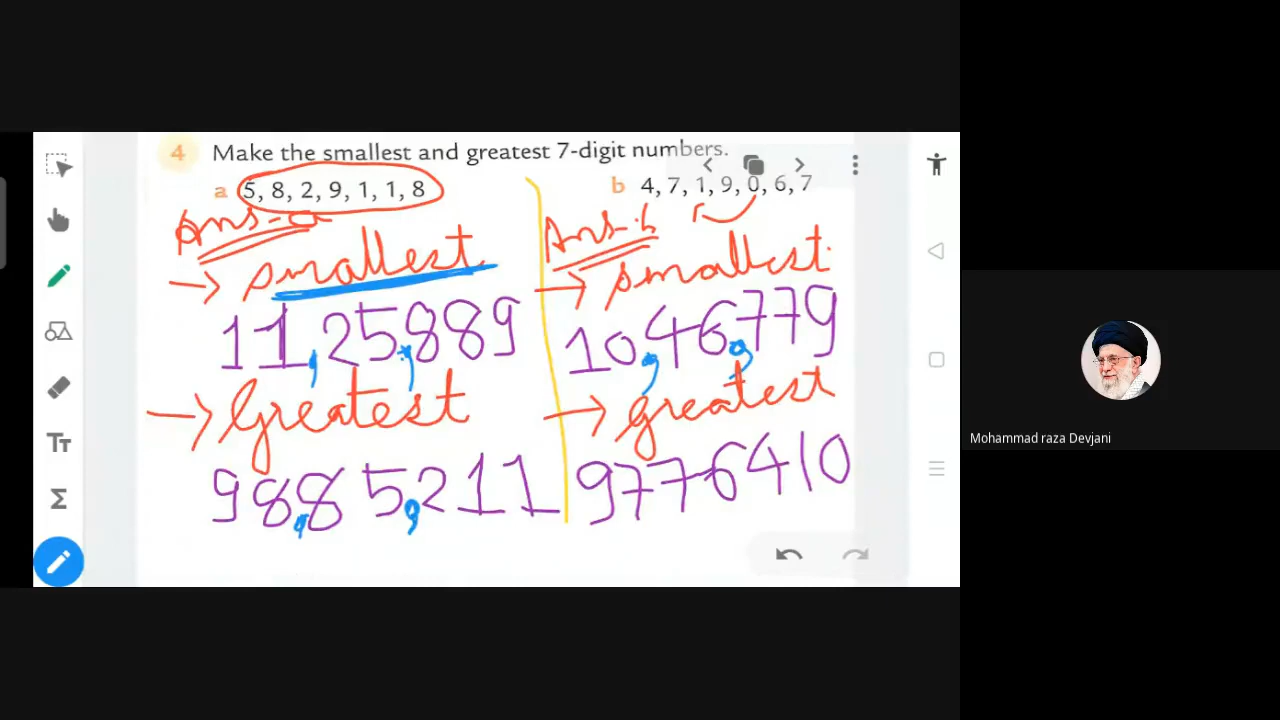 4 Make the smallest and greatest 7-digit numbers.
a 5, 8, 2, 9, 1, 1, 8
b 4, 7, 1, 9, 0, 6, 7
Ans-a
→ smallest
11,25,889
→ Greatest
98,85,211
Ans-b
→ smallest
10,46,779
→ greatest
9776410
Tт
Σ
Mohammad raza Devjani